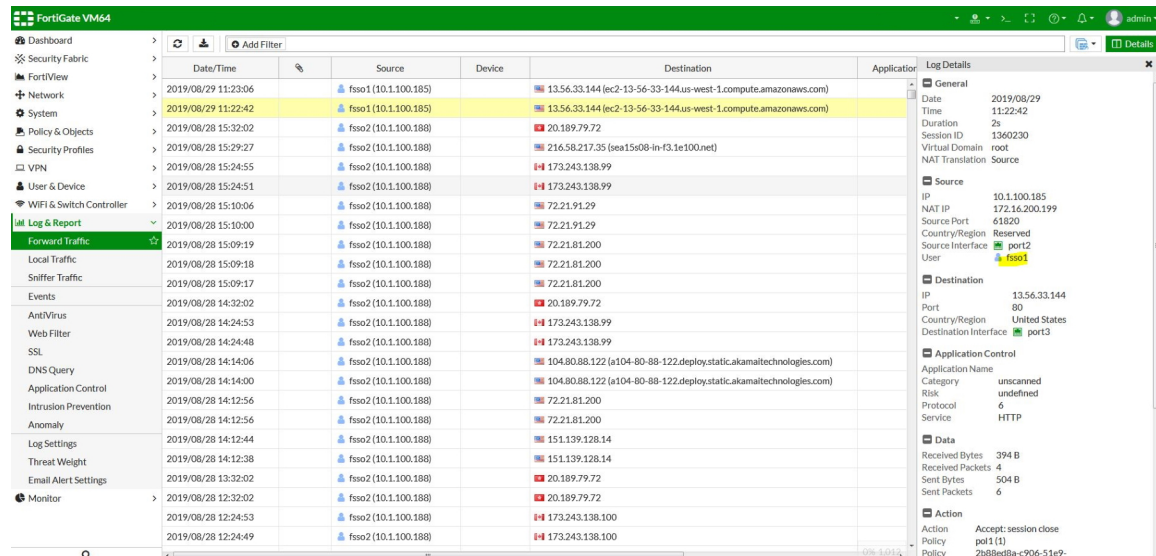 FortiGate VM64
admin
Dashboard
Security Fabric
FortiView
Network
System
Policy & Objects
Security Profiles
VPN
User & Device
WiFi & Switch Controller
Log & Report
Forward Traffic
Local Traffic
Sniffer Traffic
Events
AntiVirus
Web Filter
SSL
DNS Query
Application Control
Intrusion Prevention
Anomaly
Log Settings
Threat Weight
Email Alert Settings
Monitor
Add Filter
Details
Date/Time Source Device Destination Application
2019/08/29 11:23:06 fsso1 (10.1.100.185) 13.56.33.144 (ec2-13-56-33-144.us-west-1.compute.amazonaws.com)
2019/08/29 11:22:42 fsso1 (10.1.100.185) 13.56.33.144 (ec2-13-56-33-144.us-west-1.compute.amazonaws.com)
2019/08/28 15:32:02 fsso2 (10.1.100.188) 20.189.79.72
2019/08/28 15:29:27 fsso2 (10.1.100.188) 216.58.217.35 (sea15s08-in-f3.1e100.net)
2019/08/28 15:24:55 fsso2 (10.1.100.188) 173.243.138.99
2019/08/28 15:24:51 fsso2 (10.1.100.188) 173.243.138.99
2019/08/28 15:10:06 fsso2 (10.1.100.188) 72.21.91.29
2019/08/28 15:10:00 fsso2 (10.1.100.188) 72.21.91.29
2019/08/28 15:09:19 fsso2 (10.1.100.188) 72.21.81.200
2019/08/28 15:09:18 fsso2 (10.1.100.188) 72.21.81.200
2019/08/28 15:09:17 fsso2 (10.1.100.188) 72.21.81.200
2019/08/28 14:32:02 fsso2 (10.1.100.188) 20.189.79.72
2019/08/28 14:24:53 fsso2 (10.1.100.188) 173.243.138.99
2019/08/28 14:24:48 fsso2 (10.1.100.188) 173.243.138.99
2019/08/28 14:14:06 fsso2 (10.1.100.188) 104.80.88.122 (a104-80-88-122.deploy.static.akamaitechnologies.com)
2019/08/28 14:14:00 fsso2 (10.1.100.188) 104.80.88.122 (a104-80-88-122.deploy.static.akamaitechnologies.com)
2019/08/28 14:12:56 fsso2 (10.1.100.188) 72.21.81.200
2019/08/28 14:12:56 fsso2 (10.1.100.188) 72.21.81.200
2019/08/28 14:12:44 fsso2 (10.1.100.188) 151.139.128.14
2019/08/28 14:12:38 fsso2 (10.1.100.188) 151.139.128.14
2019/08/28 13:32:02 fsso2 (10.1.100.188) 20.189.79.72
2019/08/28 12:32:02 fsso2 (10.1.100.188) 20.189.79.72
2019/08/28 12:24:53 fsso2 (10.1.100.188) 173.243.138.100
2019/08/28 12:24:49 fsso2 (10.1.100.188) 173.243.138.100
Log Details
General
Date 2019/08/29
Time 11:22:42
Duration 2s
Session ID 1360230
Virtual Domain root
NAT Translation Source
Source
IP 10.1.100.185
NAT IP 172.16.200.199
Source Port 61820
Country/Region Reserved
Source Interface port2
User fsso1
Destination
IP 13.56.33.144
Port 80
Country/Region United States
Destination Interface port3
Application Control
Application Name
Category unscanned
Risk undefined
Protocol 6
Service HTTP
Data
Received Bytes 394 B
Received Packets 4
Sent Bytes 504 B
Sent Packets 6
Action
Action Accept: session close
Policy pol1 (1)
Policy 2b88ed8a-c906-51e9-